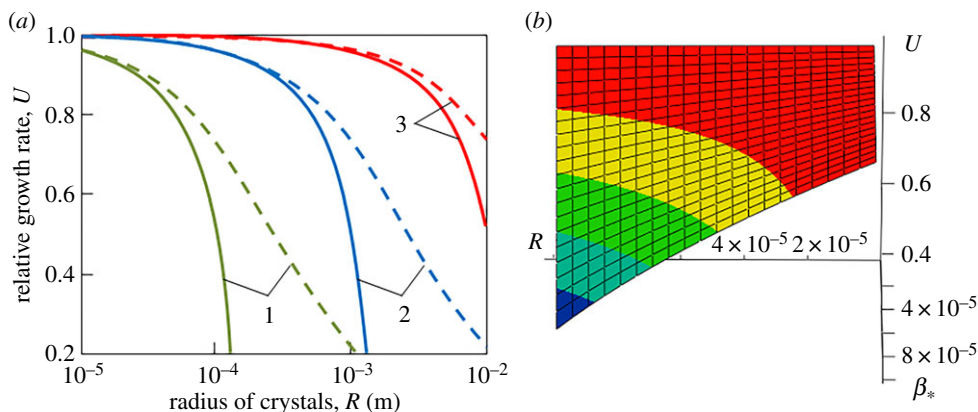 (a)
relative growth rate, U
1.0
0.8
0.6
0.4
0.2
1
2
3
10⁻⁵
10⁻⁴
10⁻³
10⁻²
radius of crystals, R (m)
(b)
U
0.8
0.6
0.4
R
4 × 10⁻⁵
2 × 10⁻⁵
4 × 10⁻⁵
8 × 10⁻⁵
β*